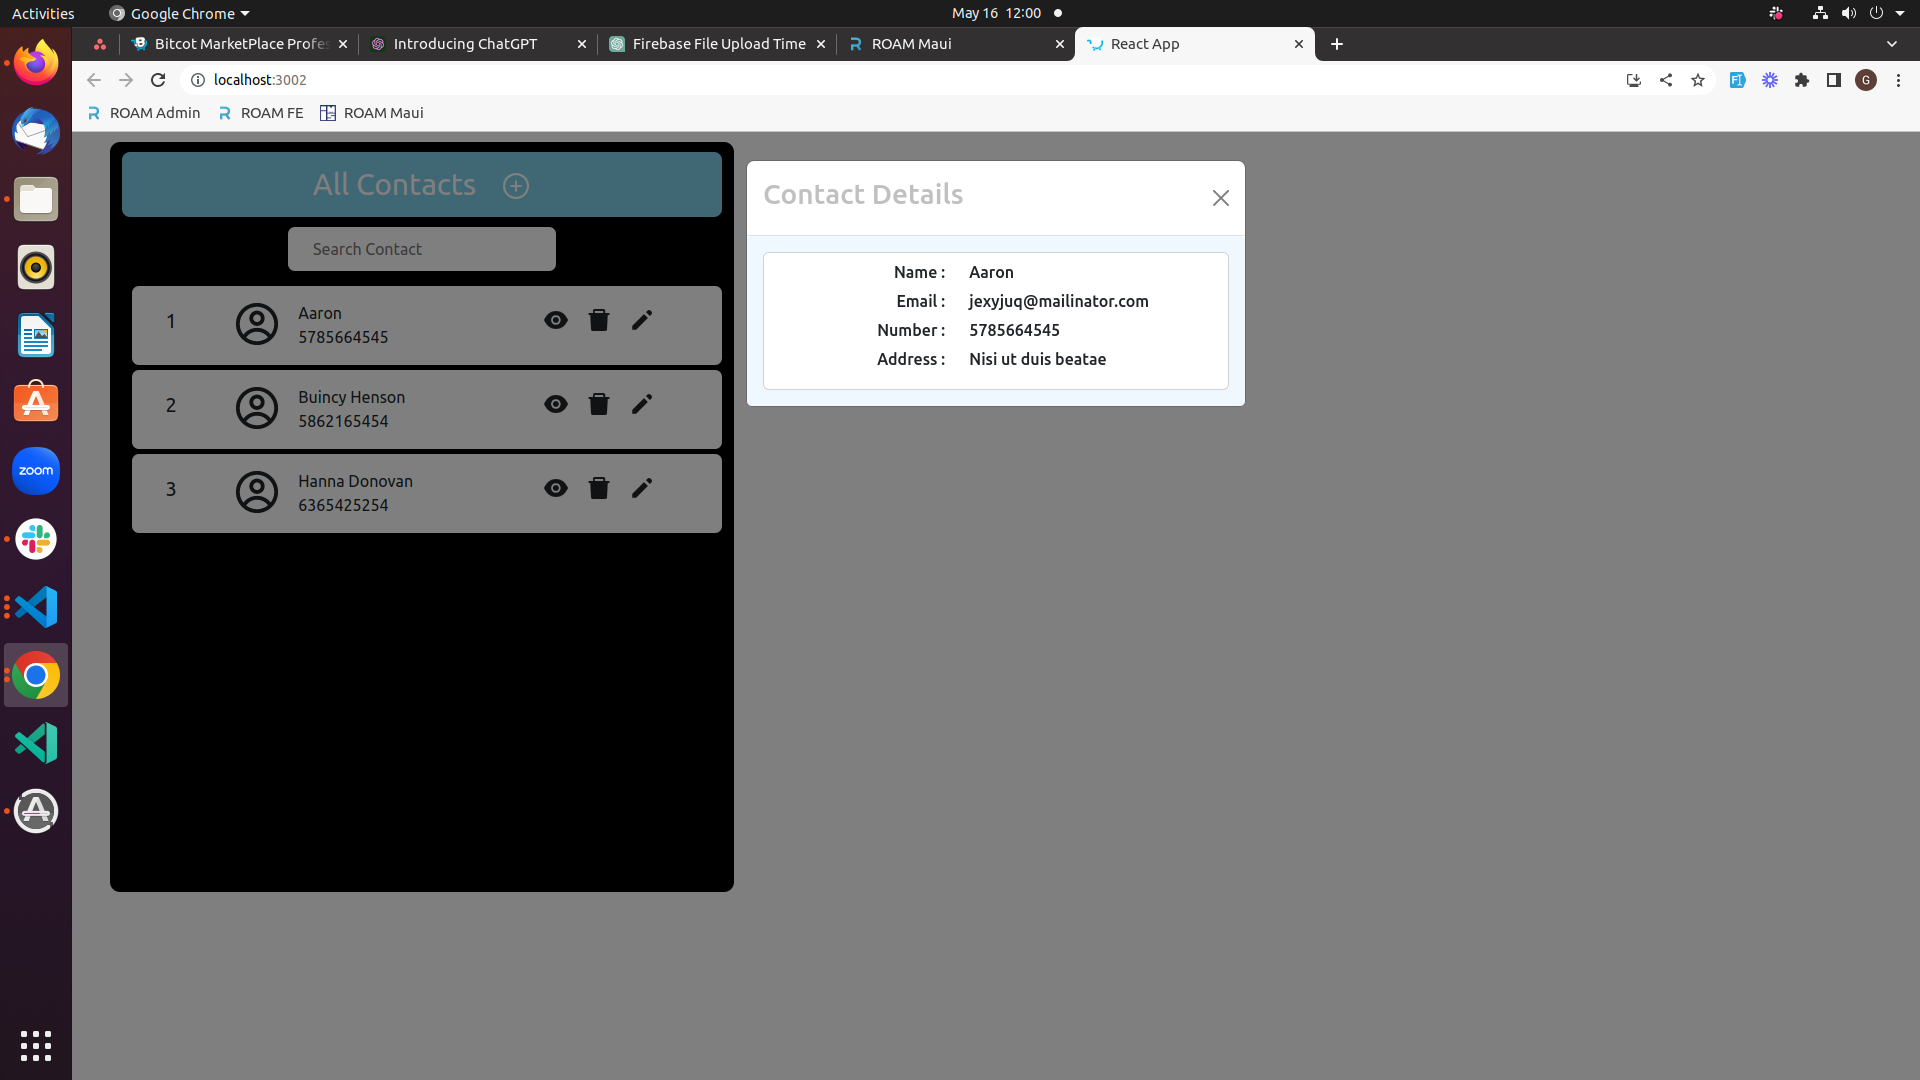 Activities
Google Chrome
May 16 12:00
Bitcot MarketPlace Profes
Introducing ChatGPT
Firebase File Upload Time
ROAM Maui
React App
localhost:3002
G
ROAM Admin
ROAM FE
ROAM Maui
All Contacts
Search Contact
1
Aaron
5785664545
2
Buincy Henson
5862165454
3
Hanna Donovan
6365425254
Contact Details
Name : Aaron
Email : jexyjuq@mailinator.com
Number : 5785664545
Address : Nisi ut duis beatae
zoom